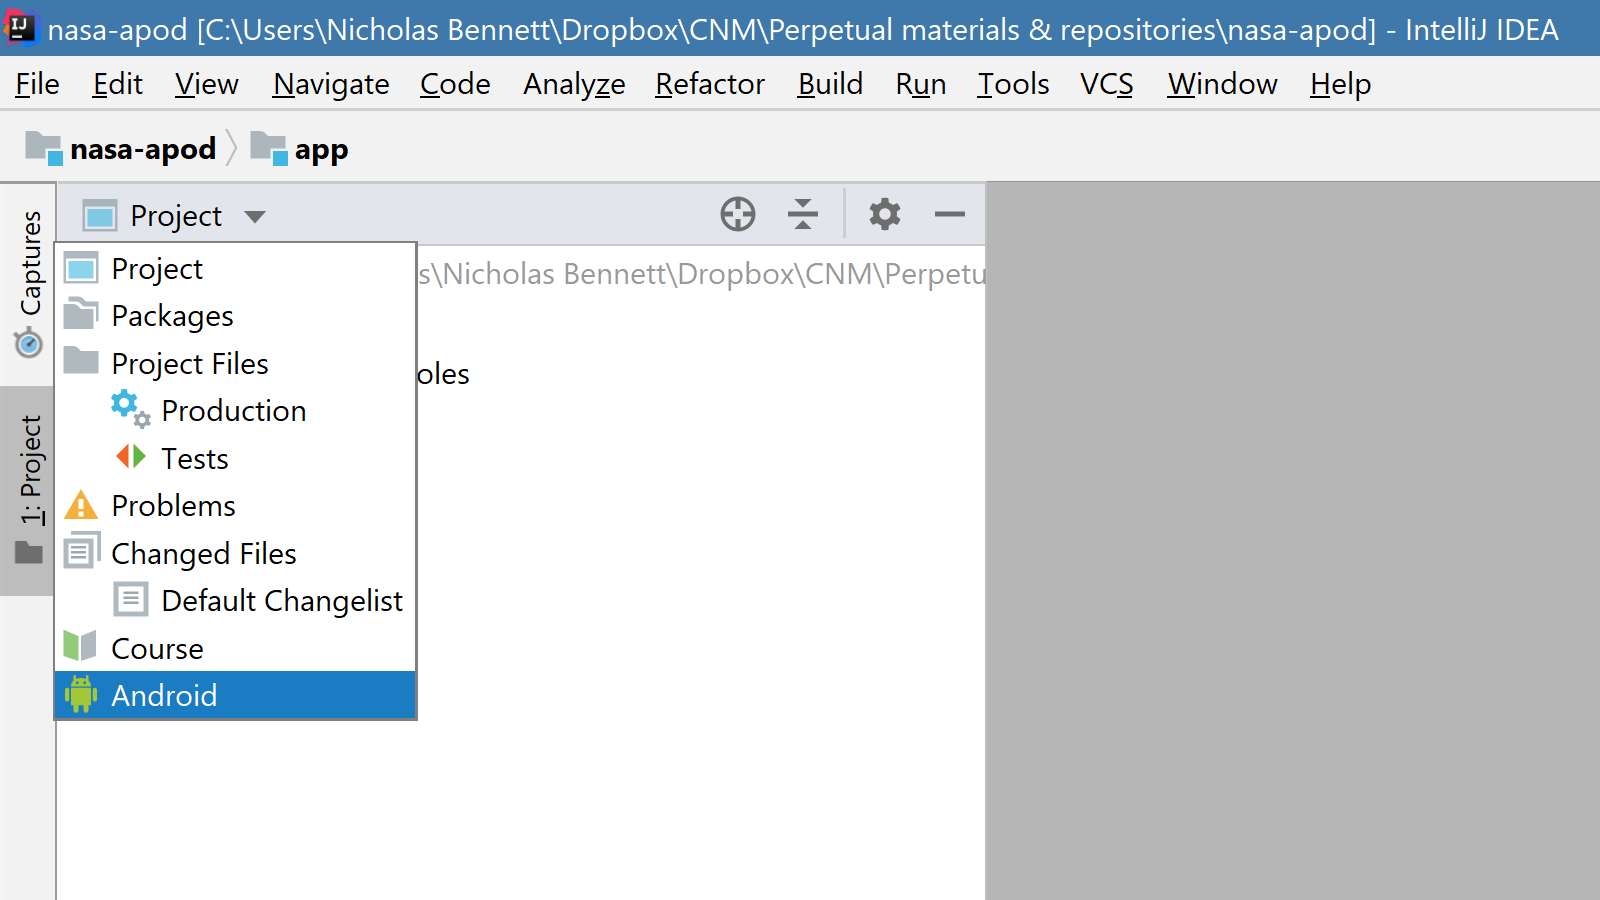 nasa-apod [C:\Users\Nicholas Bennett\Dropbox\CNM\Perpetual materials & repositories\nasa-apod] - IntelliJ IDEA
File Edit View Navigate Code Analyze Refactor Build Run Tools VCS Window Help
nasa-apod app
Captures
1: Project
Project
Project
s\Nicholas Bennett\Dropbox\CNM\Perpetu
Packages
Project Files
oles
Production
Tests
Problems
Changed Files
Default Changelist
Course
Android